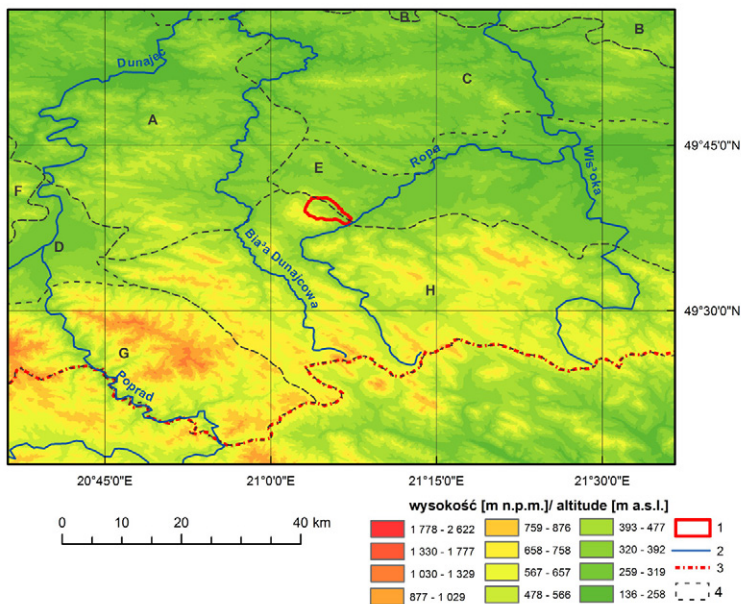 B
B
Dunajec
C
A
49°45'0"N
Ropa
Wis³oka
E
F
D
Bia³a Dunajcowa
H
49°30'0"N
G
Poprad
20°45'0"E
21°00'0"E
21°15'0"E
21°30'0"E
wysokość [m n.p.m.]/ altitude [m a.s.l.]
0 10 20 40 km
1 778 - 2 622 759 - 876 393 - 477 1
1 330 - 1 777 658 - 758 320 - 392 2
1 030 - 1 329 567 - 657 259 - 319 3
877 - 1 029 478 - 566 136 - 258 4